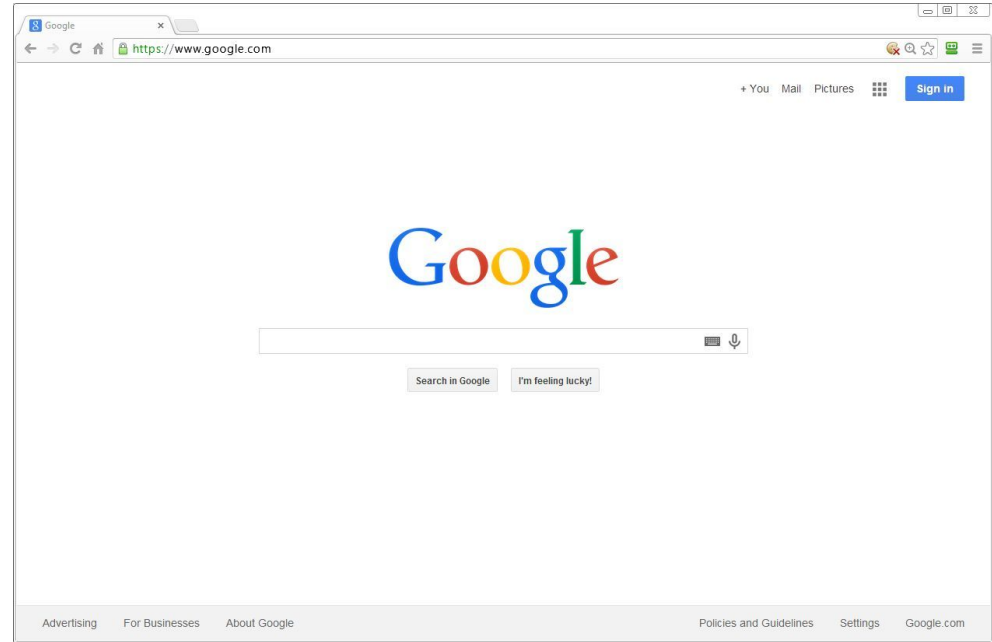 Google
https://www.google.com
+ You Mail Pictures Sign in
Google
Search in Google I'm feeling lucky!
Advertising For Businesses About Google Policies and Guidelines Settings Google.com